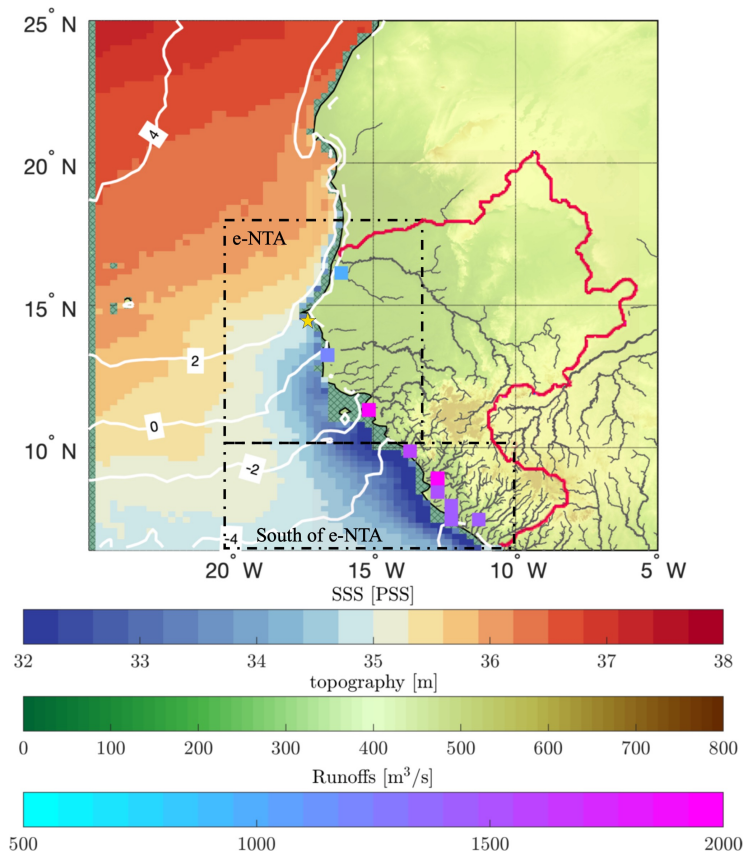 25° N
20° N
15° N
10° N
4
e-NTA
2
0
-2
-4
South of e-NTA
20° W 15° W 10° W 5° W
SSS [PSS]
32 33 34 35 36 37 38
topography [m]
0 100 200 300 400 500 600 700 800
Runoffs [m³/s]
500 1000 1500 2000